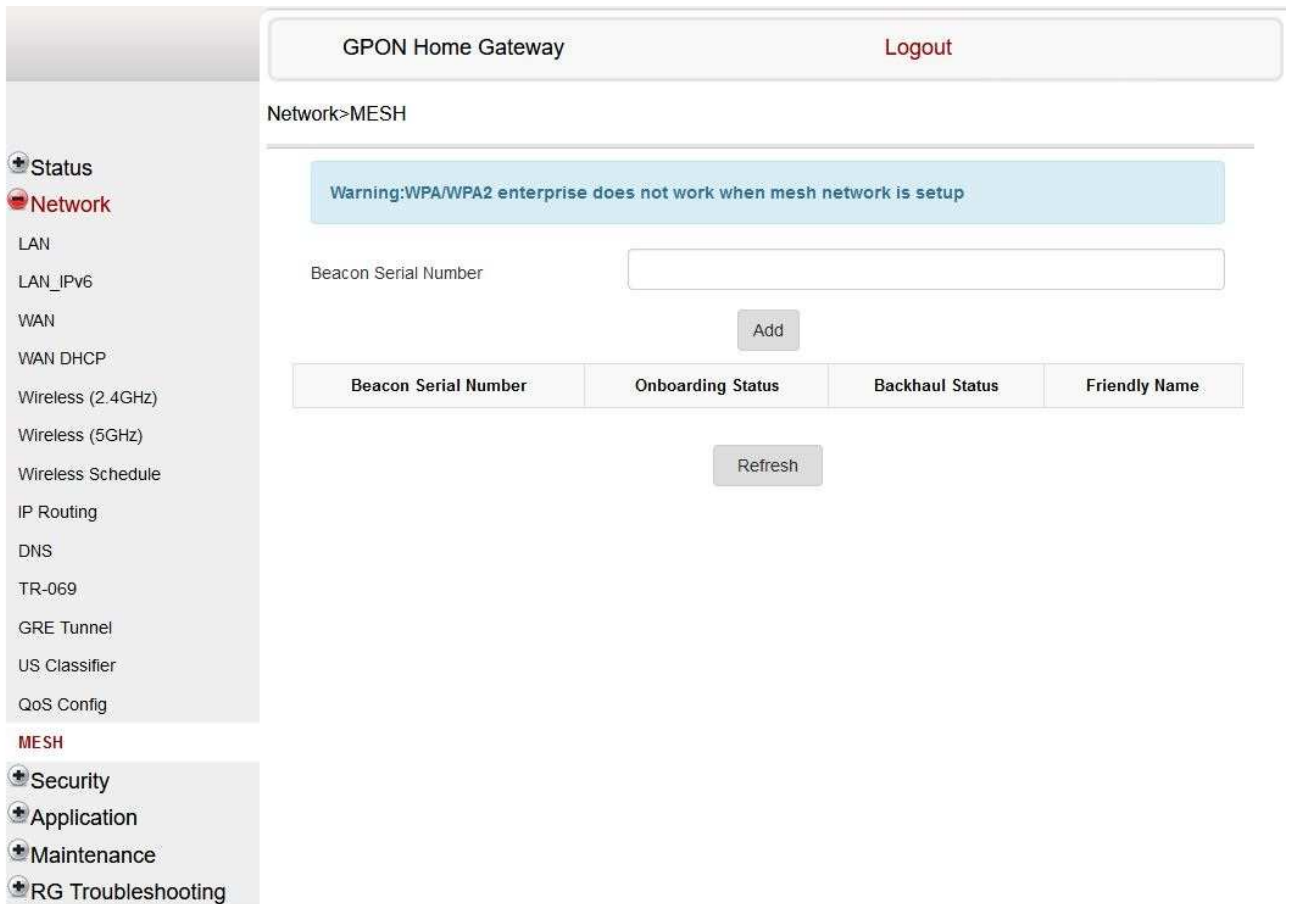 GPON Home Gateway Logout
Network>MESH
Status
Network
LAN
LAN_IPv6
WAN
WAN DHCP
Wireless (2.4GHz)
Wireless (5GHz)
Wireless Schedule
IP Routing
DNS
TR-069
GRE Tunnel
US Classifier
QoS Config
MESH
Security
Application
Maintenance
RG Troubleshooting
Warning:WPA/WPA2 enterprise does not work when mesh network is setup
Beacon Serial Number
Add
Beacon Serial Number Onboarding Status Backhaul Status Friendly Name
Refresh